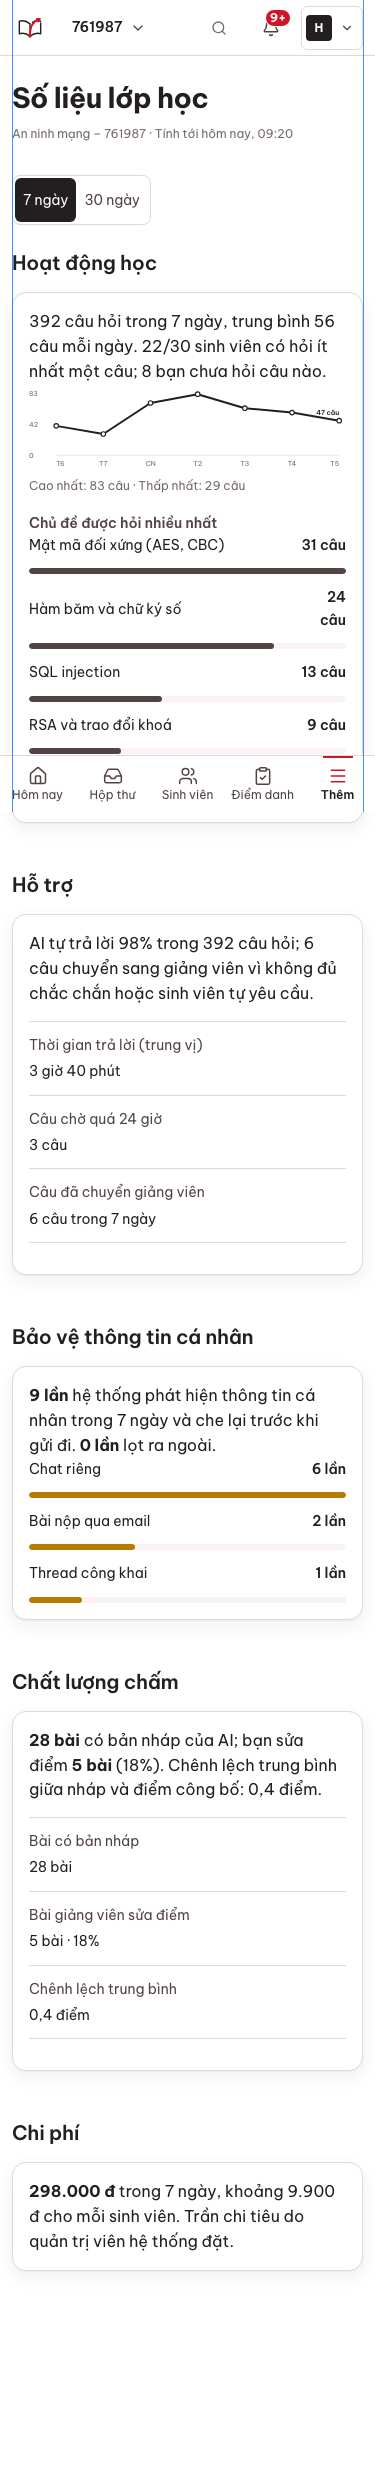 761987
9+
H
Số liệu lớp học
An ninh mạng – 761987 · Tính tới hôm nay, 09:20
7 ngày
30 ngày
Hoạt động học
392 câu hỏi trong 7 ngày, trung bình 56
câu mỗi ngày. 22/30 sinh viên có hỏi ít
nhất một câu; 8 bạn chưa hỏi câu nào.
83
42
0
47 câu
T6
T7
CN
T2
T3
T4
T5
Cao nhất: 83 câu · Thấp nhất: 29 câu
Chủ đề được hỏi nhiều nhất
Mật mã đối xứng (AES, CBC)
31 câu
Hàm băm và chữ ký số
24
câu
SQL injection
13 câu
RSA và trao đổi khoá
9 câu
Hôm nay
Hộp thư
Sinh viên
Điểm danh
Thêm
Hỗ trợ
AI tự trả lời 98% trong 392 câu hỏi; 6
câu chuyển sang giảng viên vì không đủ
chắc chắn hoặc sinh viên tự yêu cầu.
Thời gian trả lời (trung vị)
3 giờ 40 phút
Câu chờ quá 24 giờ
3 câu
Câu đã chuyển giảng viên
6 câu trong 7 ngày
Bảo vệ thông tin cá nhân
9 lần hệ thống phát hiện thông tin cá
nhân trong 7 ngày và che lại trước khi
gửi đi. 0 lần lọt ra ngoài.
Chat riêng
6 lần
Bài nộp qua email
2 lần
Thread công khai
1 lần
Chất lượng chấm
28 bài có bản nháp của AI; bạn sửa
điểm 5 bài (18%). Chênh lệch trung bình
giữa nháp và điểm công bố: 0,4 điểm.
Bài có bản nháp
28 bài
Bài giảng viên sửa điểm
5 bài · 18%
Chênh lệch trung bình
0,4 điểm
Chi phí
298.000 đ trong 7 ngày, khoảng 9.900
đ cho mỗi sinh viên. Trần chi tiêu do
quản trị viên hệ thống đặt.